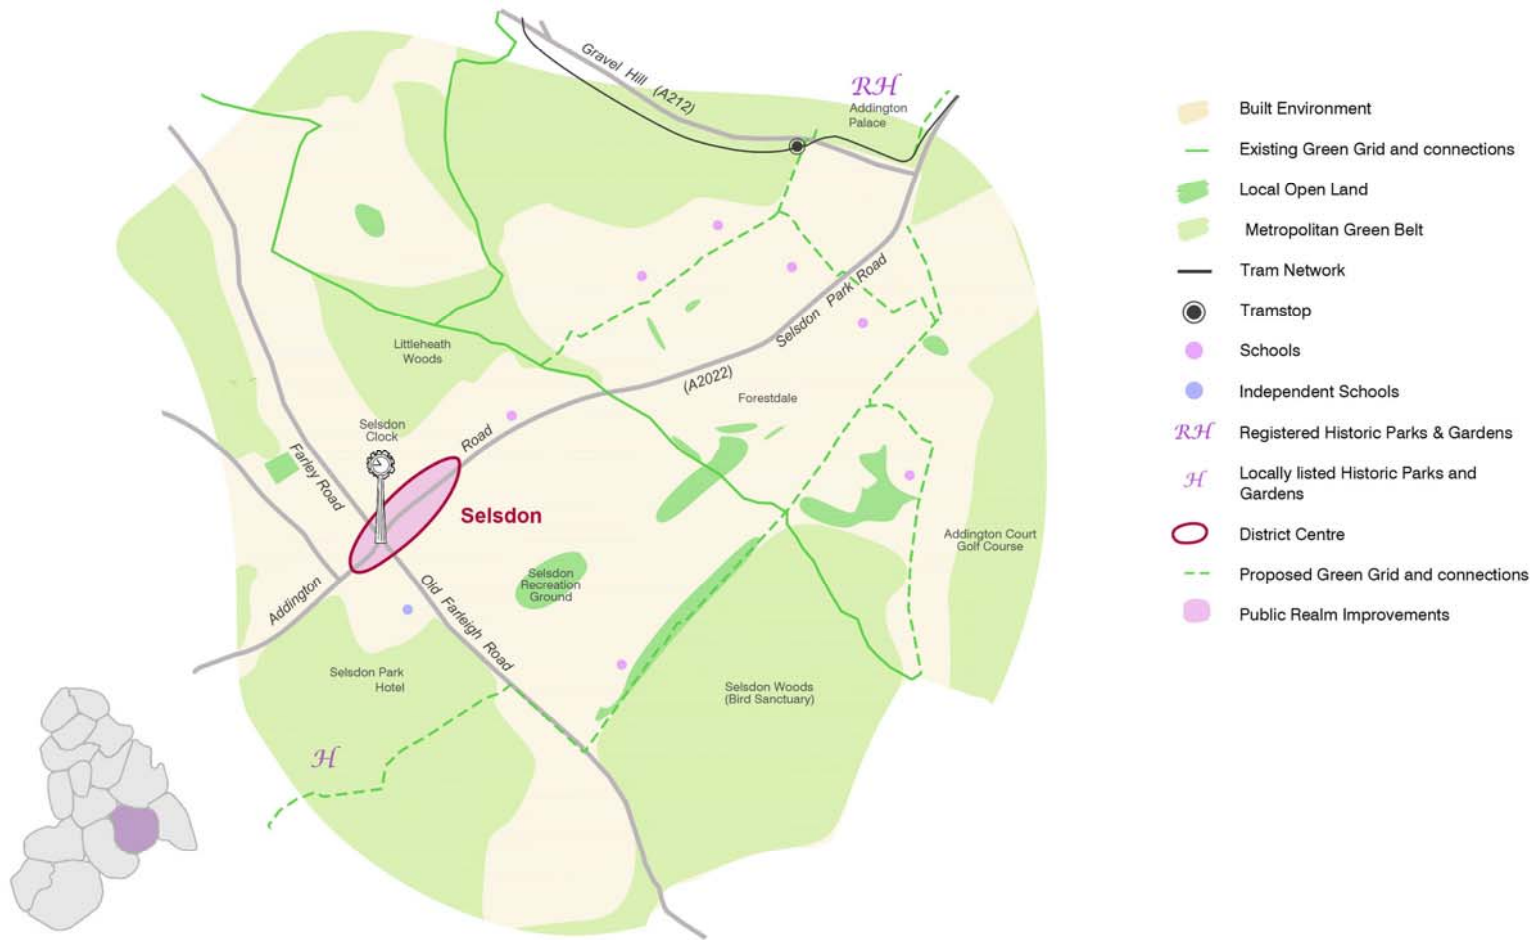 Gravel Hill (A212)
RH
Addington
Palace
Selsdon Park Road
(A2022)
Littleheath
Woods
Forestdale
Selsdon
Clock
Road
Farley Road
Selsdon
Addington Court
Golf Course
Selsdon
Recreation
Ground
Addington
Old Farleigh Road
Selsdon Park
Hotel
Selsdon Woods
(Bird Sanctuary)
H
Built Environment
Existing Green Grid and connections
Local Open Land
Metropolitan Green Belt
Tram Network
Tramstop
Schools
Independent Schools
RH Registered Historic Parks & Gardens
H Locally listed Historic Parks and
Gardens
District Centre
Proposed Green Grid and connections
Public Realm Improvements